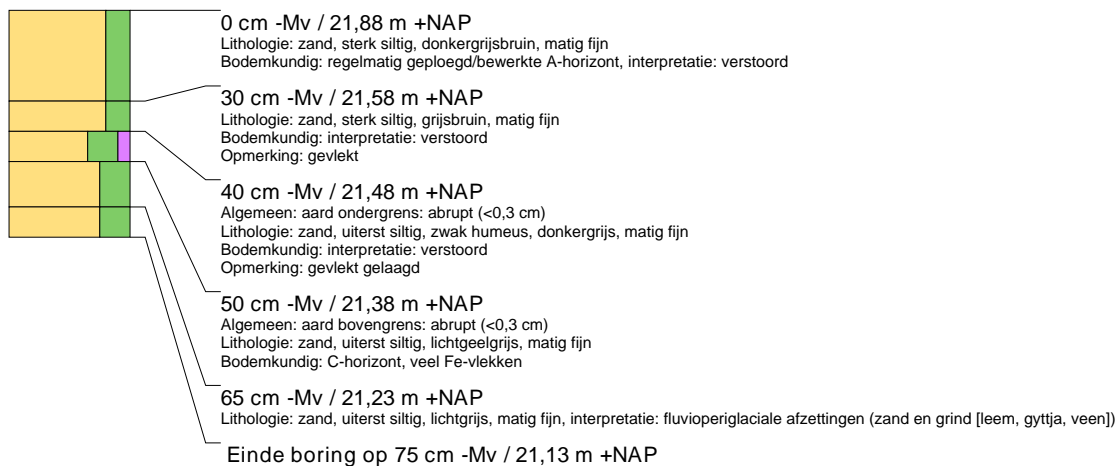 0 cm -Mv / 21,88 m +NAP
Lithologie: zand, sterk siltig, donkergrijsbruin, matig fijn
Bodemkundig: regelmatig geploegd/bewerkte A-horizont, interpretatie: verstoord
30 cm -Mv / 21,58 m +NAP
Lithologie: zand, sterk siltig, grijsbruin, matig fijn
Bodemkundig: interpretatie: verstoord
Opmerking: gevlekt
40 cm -Mv / 21,48 m +NAP
Algemeen: aard ondergrens: abrupt (<0,3 cm)
Lithologie: zand, uiterst siltig, zwak humeus, donkergrijs, matig fijn
Bodemkundig: interpretatie: verstoord
Opmerking: gevlekt gelaagd
50 cm -Mv / 21,38 m +NAP
Algemeen: aard bovengrens: abrupt (<0,3 cm)
Lithologie: zand, uiterst siltig, lichtgeelgrijs, matig fijn
Bodemkundig: C-horizont, veel Fe-vlekken
65 cm -Mv / 21,23 m +NAP
Lithologie: zand, uiterst siltig, lichtgrijs, matig fijn, interpretatie: fluvioperiglaciale afzettingen (zand en grind [leem, gyttja, veen])
Einde boring op 75 cm -Mv / 21,13 m +NAP